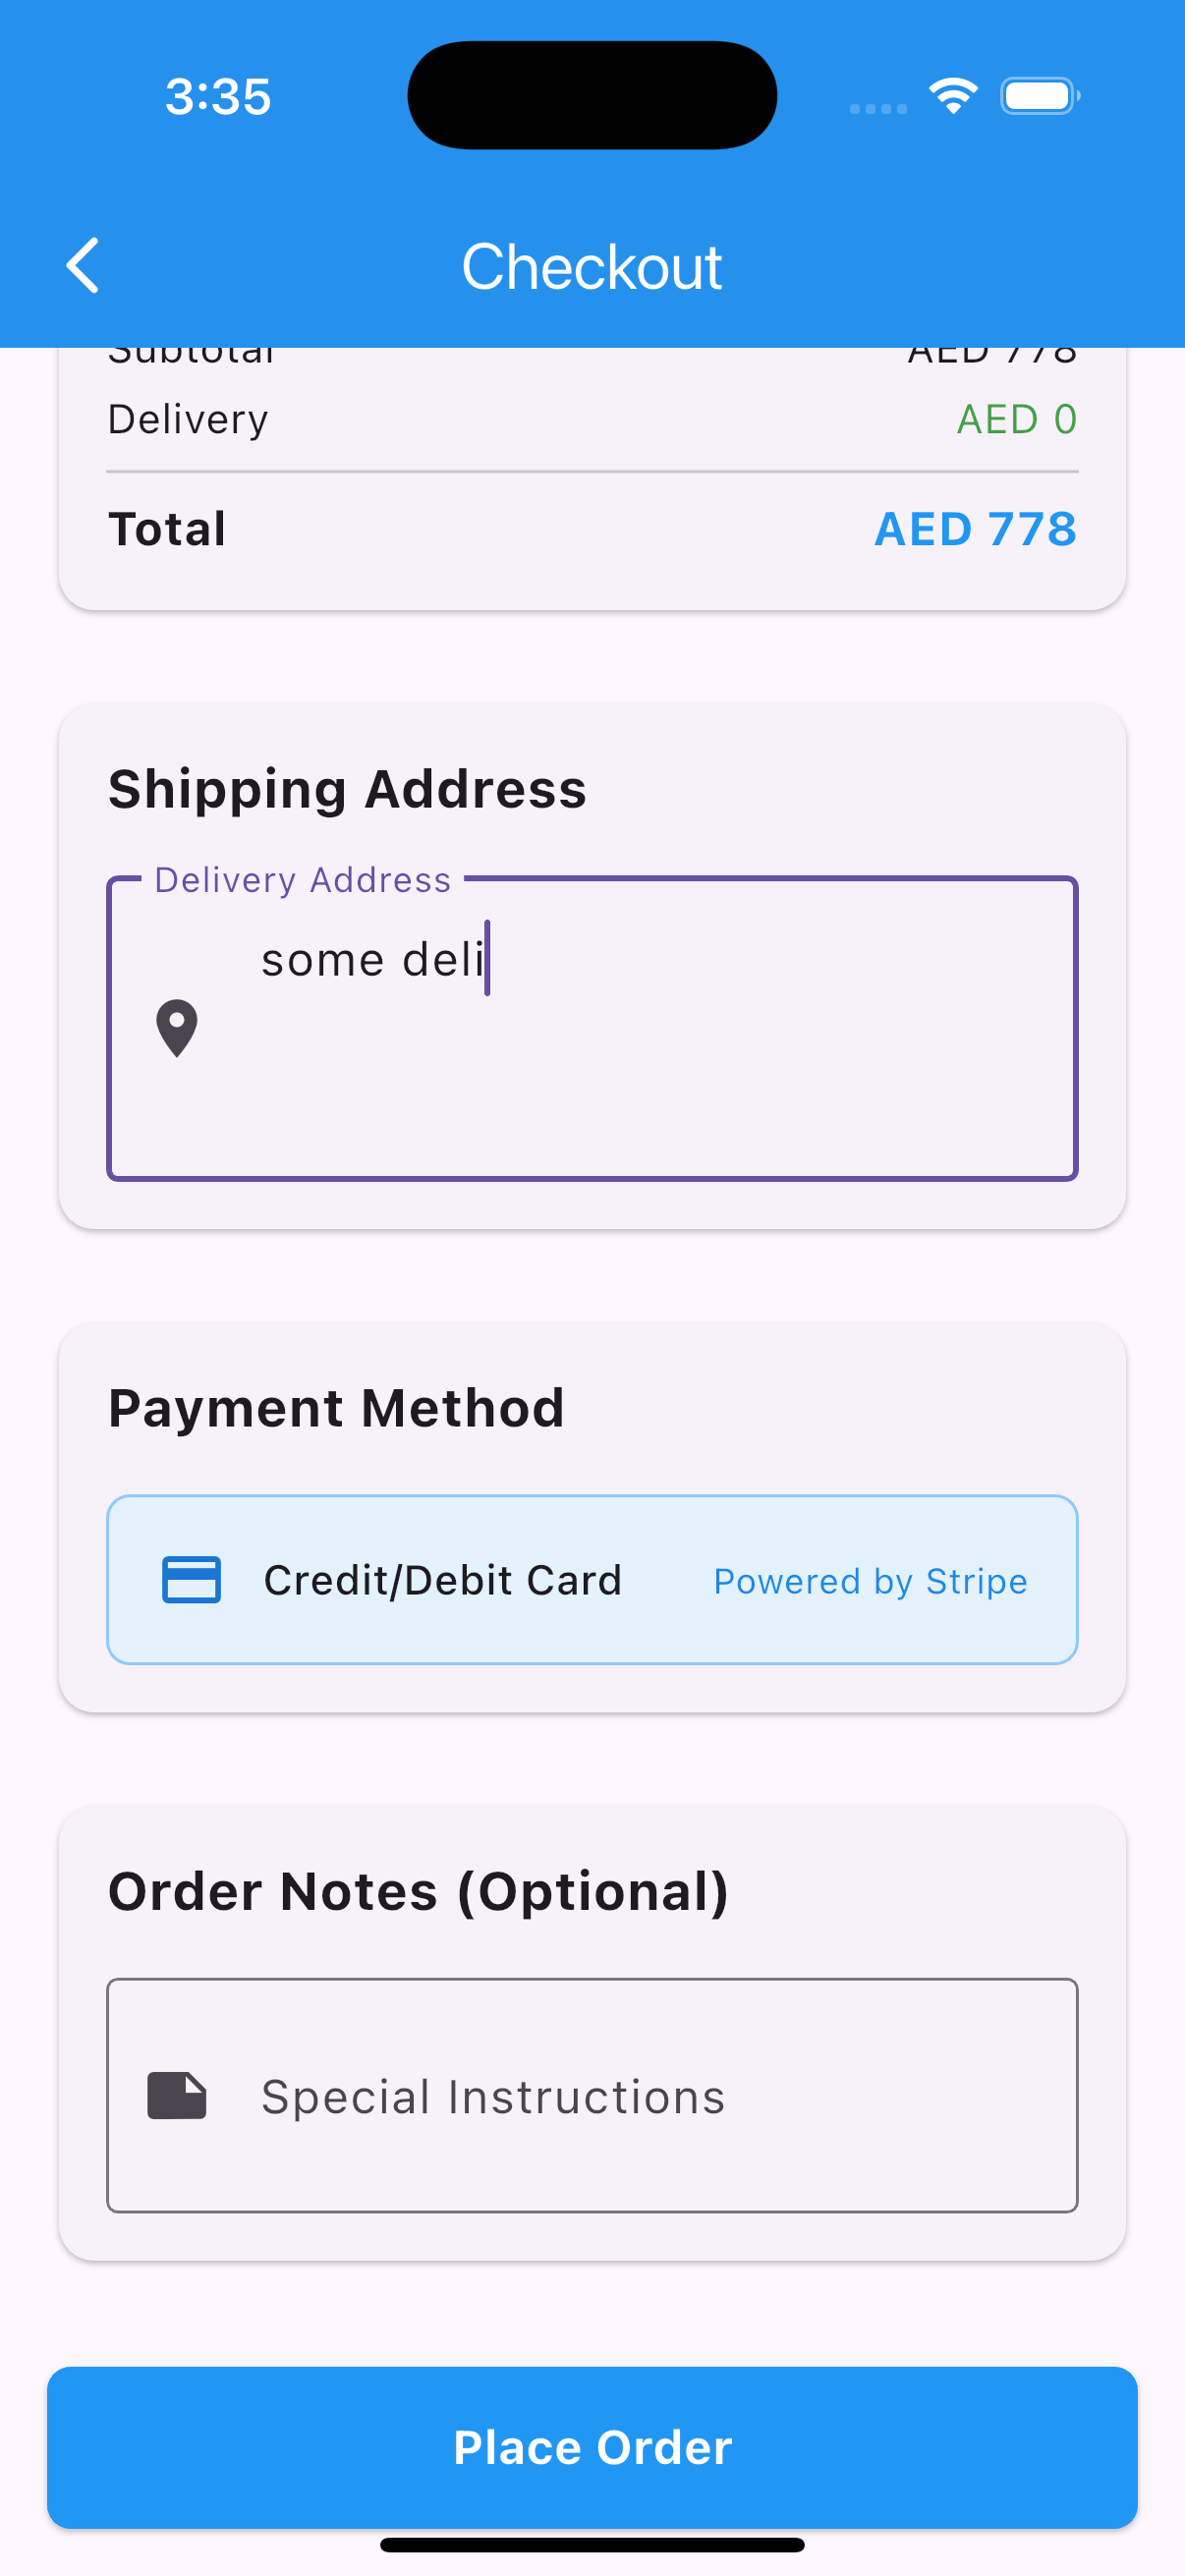 3:35
Checkout
Subtotal AED 778
Delivery AED 0
Total AED 778
Shipping Address
Delivery Address
some deli
Payment Method
Credit/Debit Card Powered by Stripe
Order Notes (Optional)
Special Instructions
Place Order